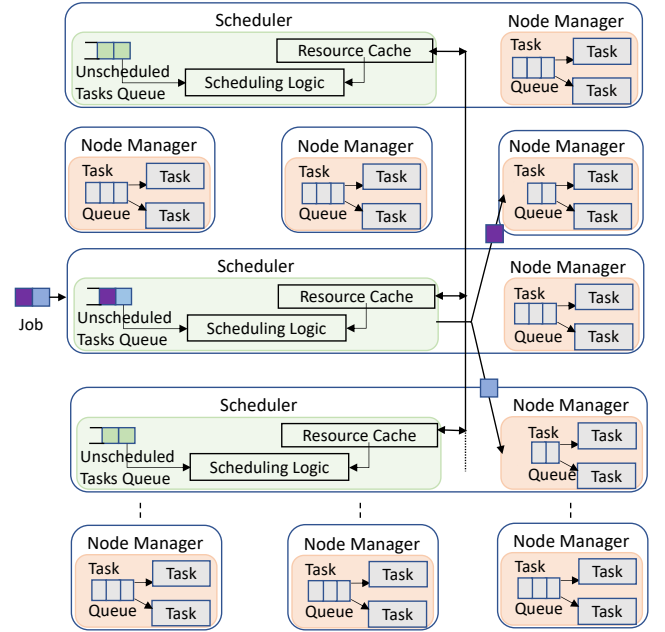 Scheduler
Resource Cache
Unscheduled
Tasks Queue
Scheduling Logic
Node Manager
Task
Queue
Task
Task
Node Manager
Task
Queue
Task
Task
Node Manager
Task
Queue
Task
Task
Node Manager
Task
Queue
Task
Task
Job
Scheduler
Resource Cache
Unscheduled
Tasks Queue
Scheduling Logic
Node Manager
Task
Queue
Task
Task
Scheduler
Resource Cache
Unscheduled
Tasks Queue
Scheduling Logic
Node Manager
Task
Queue
Task
Task
Node Manager
Task
Queue
Task
Task
Node Manager
Task
Queue
Task
Task
Node Manager
Task
Queue
Task
Task